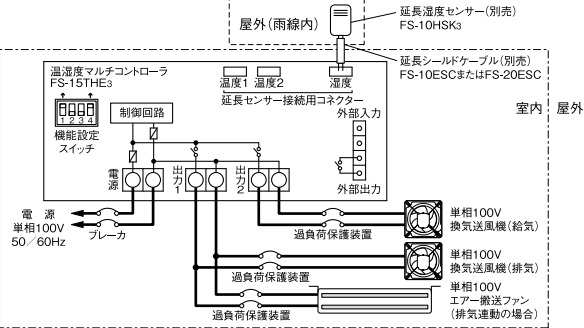 屋外(雨線内)
延長湿度センサー(別売)
FS-10HSK3
延長シールドケーブル(別売)
FS-10ESCまたはFS-20ESC
温湿度マルチコントローラ
FS-15THE3
温度1
温度2
湿度
延長センサー接続用コネクター
1 2 3 4
機能設定
スイッチ
制御回路
外部入力
外部出力
室内
屋外
電源
出力1
出力2
電 源
単相100V
50/60Hz
ブレーカ
過負荷保護装置
単相100V
換気送風機(給気)
過負荷保護装置
単相100V
換気送風機(排気)
過負荷保護装置
単相100V
エアー搬送ファン
(排気連動の場合)